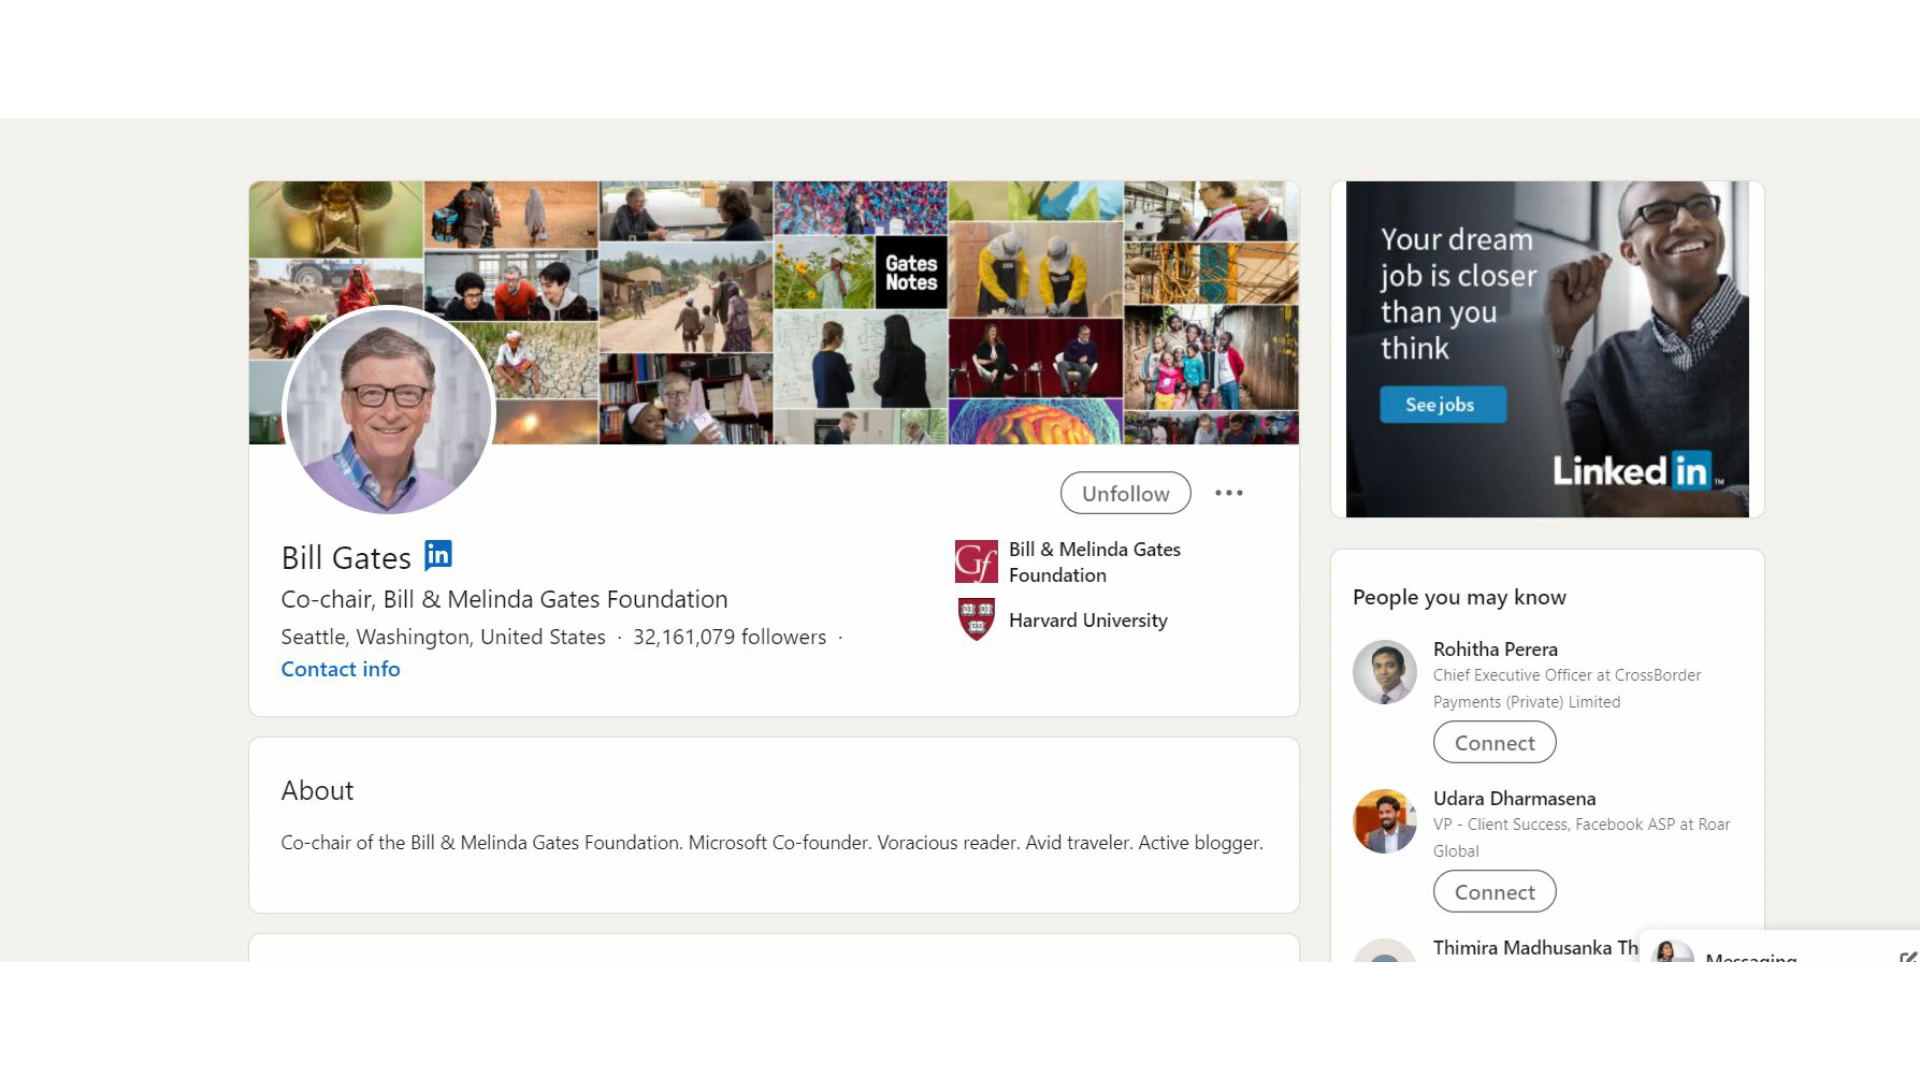 Gates
Notes
Unfollow
Bill Gates in
Co-chair, Bill & Melinda Gates Foundation
Seattle, Washington, United States · 32,161,079 followers ·
Contact info
Gf
Bill & Melinda Gates
Foundation
Harvard University
About
Co-chair of the Bill & Melinda Gates Foundation. Microsoft Co-founder. Voracious reader. Avid traveler. Active blogger.
Your dream
job is closer
than you
think
See jobs
Linked in ™
People you may know
Rohitha Perera
Chief Executive Officer at CrossBorder
Payments (Private) Limited
Connect
Udara Dharmasena
VP - Client Success, Facebook ASP at Roar
Global
Connect
Thimira Madhusanka Th
Messaging